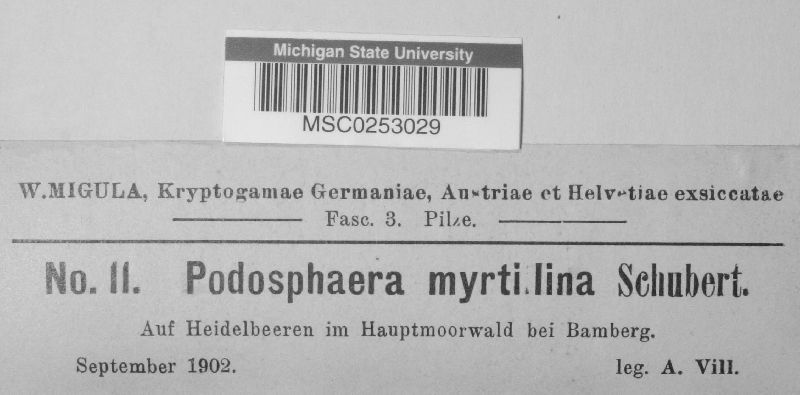 Michigan State University
MSC0253029
W. MIGULA, Kryptogamae Germaniae, Austriae et Helvetiae exsiccatae
Fasc. 3. Pilze.
No. 11. Podosphaera myrtillina Schubert.
Auf Heidelbeeren im Hauptmoorwald bei Bamberg.
September 1902. leg. A. Vill.